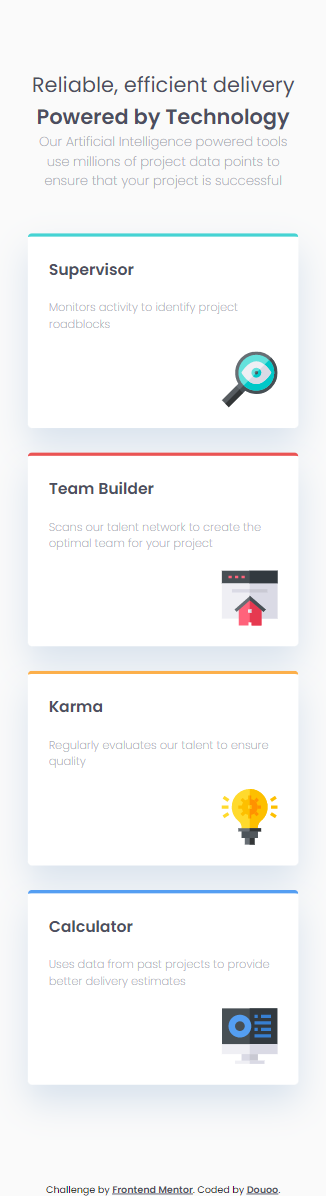 Reliable, efficient delivery
Powered by Technology
Our Artificial Intelligence powered tools
use millions of project data points to
ensure that your project is successful
Supervisor
Monitors activity to identify project
roadblocks
Team Builder
Scans our talent network to create the
optimal team for your project
Karma
Regularly evaluates our talent to ensure
quality
Calculator
Uses data from past projects to provide
better delivery estimates
Challenge by Frontend Mentor. Coded by Douoo.